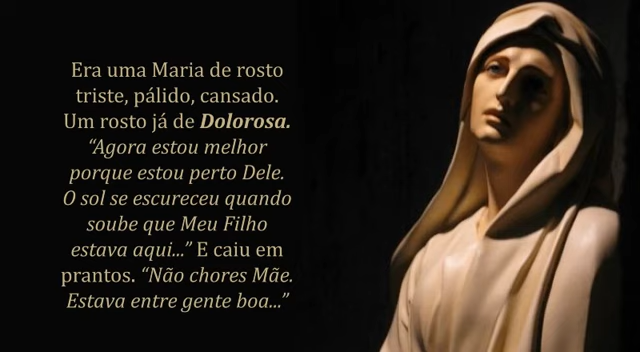 Era uma Maria de rosto
triste, pálido, cansado.
Um rosto já de Dolorosa.
“Agora estou melhor
porque estou perto Dele.
O sol se escureceu quando
soube que Meu Filho
estava aqui...” E caiu em
prantos. “Não chores Mãe.
Estava entre gente boa...”